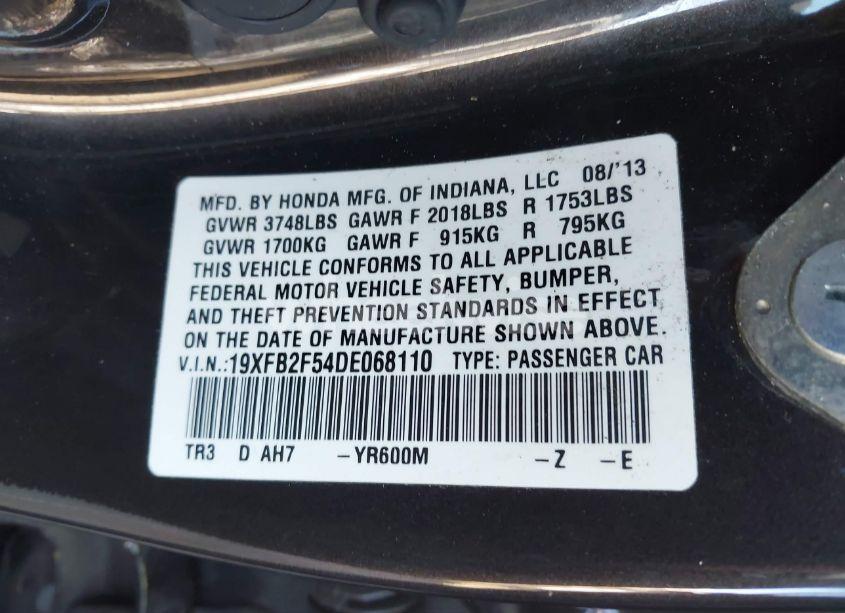 MFD. BY HONDA MFG. OF INDIANA, LLC 08/'13
GVWR 3748LBS GAWR F 2018LBS R 1753LBS
GVWR 1700KG GAWR F 915KG R 795KG
THIS VEHICLE CONFORMS TO ALL APPLICABLE
FEDERAL MOTOR VEHICLE SAFETY, BUMPER,
AND THEFT PREVENTION STANDARDS IN EFFECT
ON THE DATE OF MANUFACTURE SHOWN ABOVE.
V.I.N.:19XFB2F54DE068110 TYPE: PASSENGER CAR
TR3 D AH7 -YR600M -Z -E